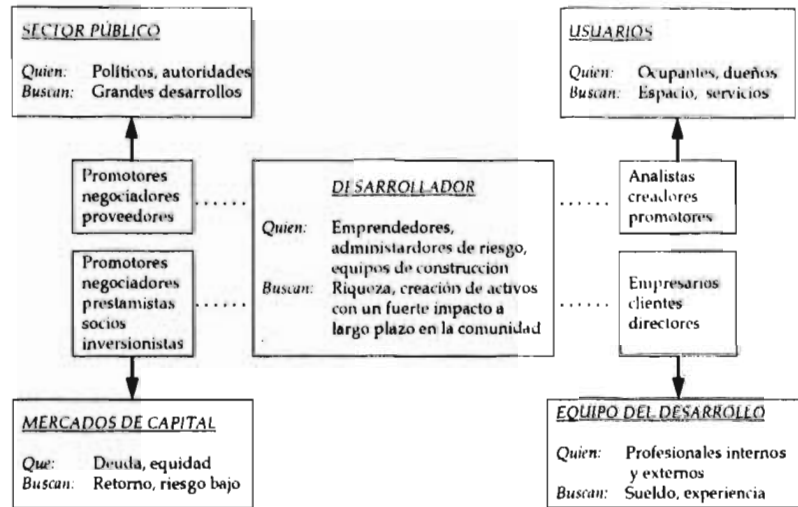 SECTOR PÚBLICO
Quien: Políticos, autoridades
Buscan: Grandes desarrollos
USUARIOS
Quien: Ocupantes, dueños
Buscan: Espacio, servicios
Promotores
negociadores
proveedores
Promotores
negociadores
prestamistas
socios
inversionistas
DESARROLLADOR
Quien: Emprendedores,
administardores de riesgo,
equipos de construcción
Buscan: Riqueza, creación de activos
con un fuerte impacto a
largo plazo en la comunidad
Analistas
creadores
promotores
Empresarios
clientes
directores
MERCADOS DE CAPITAL
Que: Deuda, equidad
Buscan: Retorno, riesgo bajo
EQUIPO DEL DESARROLLO
Quien: Profesionales internos
y externos
Buscan: Sueldo, experiencia